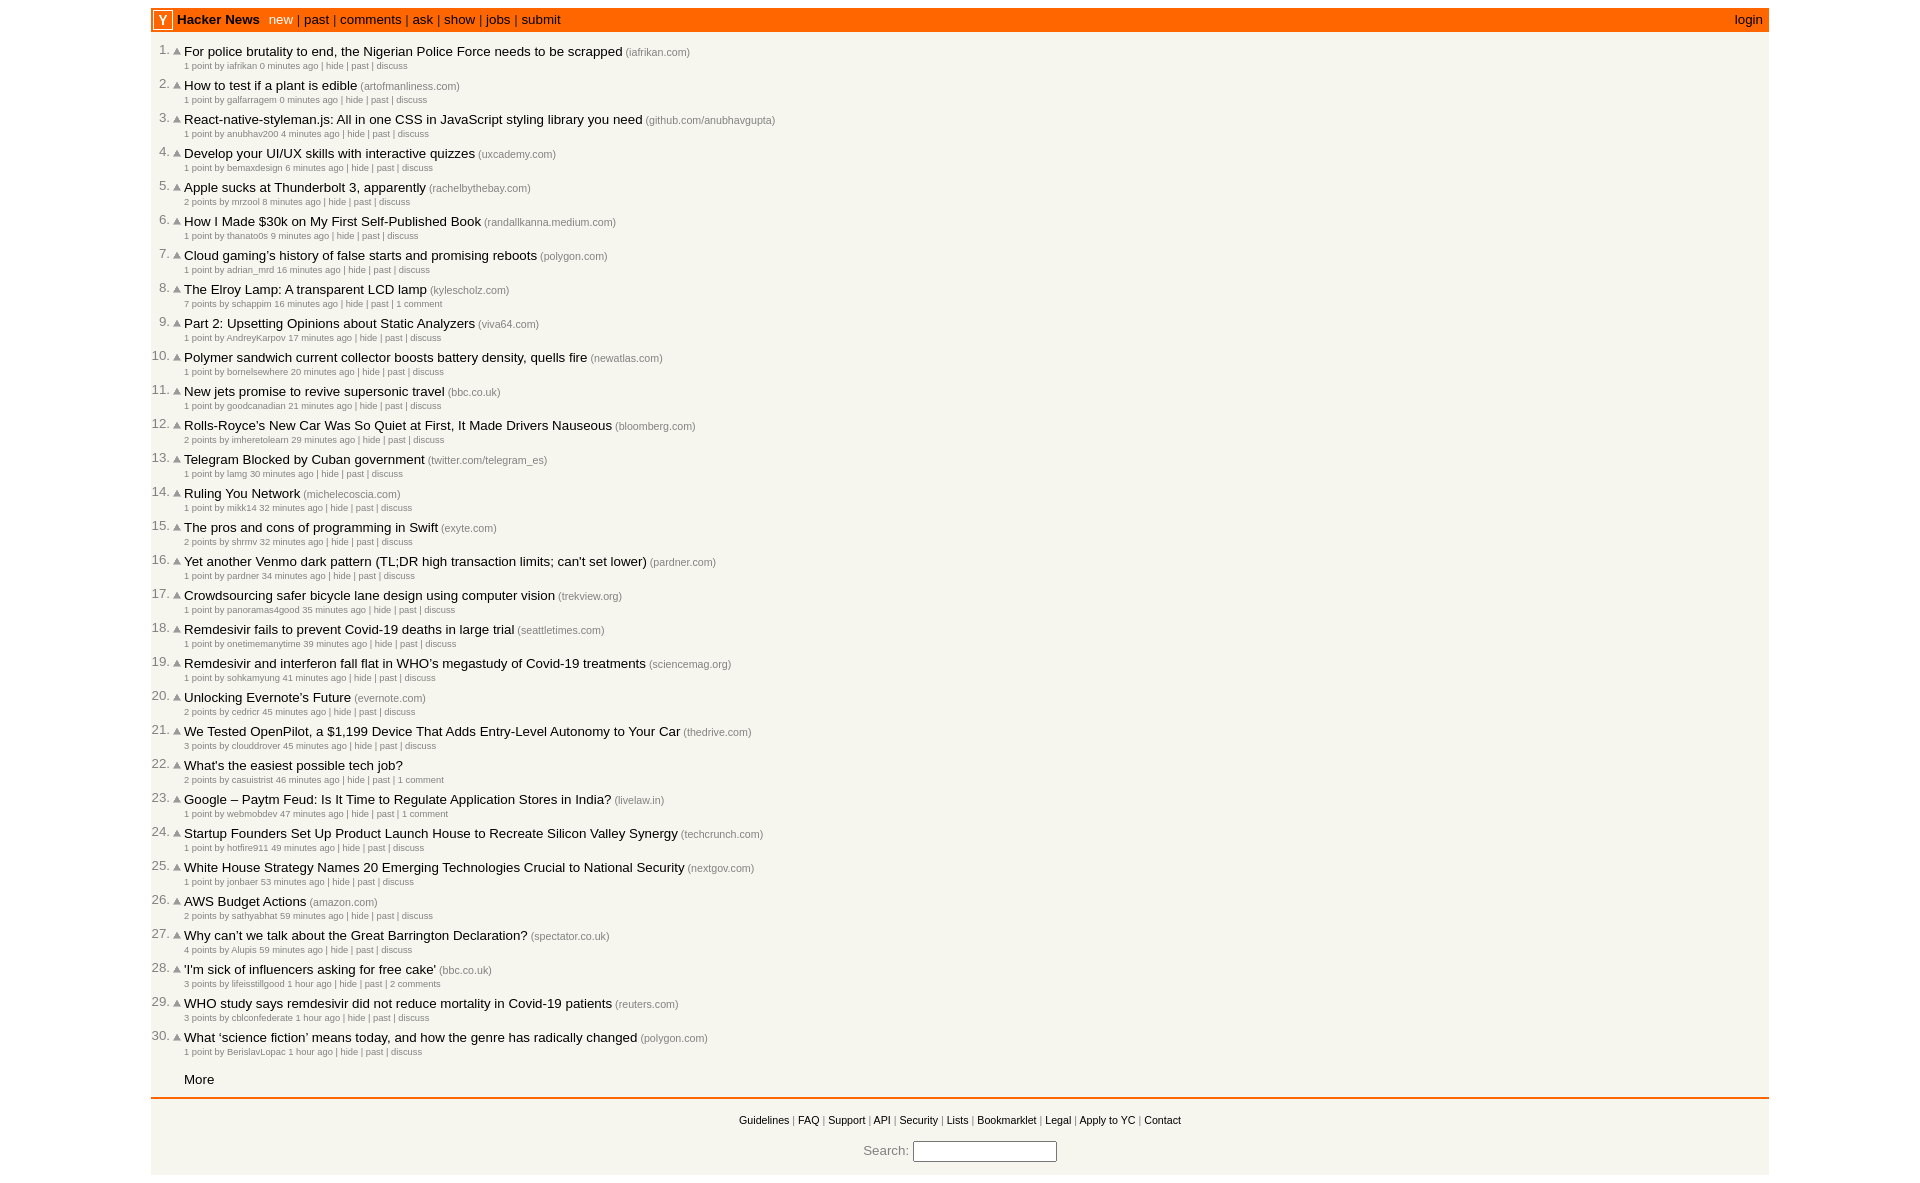 Y Hacker News new | past | comments | ask | show | jobs | submit login
1. For police brutality to end, the Nigerian Police Force needs to be scrapped (iafrikan.com)
1 point by iafrikan 0 minutes ago | hide | past | discuss
2. How to test if a plant is edible (artofmanliness.com)
1 point by galfarragem 0 minutes ago | hide | past | discuss
3. React-native-styleman.js: All in one CSS in JavaScript styling library you need (github.com/anubhavgupta)
1 point by anubhav200 4 minutes ago | hide | past | discuss
4. Develop your UI/UX skills with interactive quizzes (uxcademy.com)
1 point by bemaxdesign 6 minutes ago | hide | past | discuss
5. Apple sucks at Thunderbolt 3, apparently (rachelbythebay.com)
2 points by mrzool 8 minutes ago | hide | past | discuss
6. How I Made $30k on My First Self-Published Book (randallkanna.medium.com)
1 point by thanato0s 9 minutes ago | hide | past | discuss
7. Cloud gaming’s history of false starts and promising reboots (polygon.com)
1 point by adrian_mrd 16 minutes ago | hide | past | discuss
8. The Elroy Lamp: A transparent LCD lamp (kylescholz.com)
7 points by schappim 16 minutes ago | hide | past | 1 comment
9. Part 2: Upsetting Opinions about Static Analyzers (viva64.com)
1 point by AndreyKarpov 17 minutes ago | hide | past | discuss
10. Polymer sandwich current collector boosts battery density, quells fire (newatlas.com)
1 point by bornelsewhere 20 minutes ago | hide | past | discuss
11. New jets promise to revive supersonic travel (bbc.co.uk)
1 point by goodcanadian 21 minutes ago | hide | past | discuss
12. Rolls-Royce’s New Car Was So Quiet at First, It Made Drivers Nauseous (bloomberg.com)
2 points by imheretolearn 29 minutes ago | hide | past | discuss
13. Telegram Blocked by Cuban government (twitter.com/telegram_es)
1 point by lamg 30 minutes ago | hide | past | discuss
14. Ruling You Network (michelecoscia.com)
1 point by mikk14 32 minutes ago | hide | past | discuss
15. The pros and cons of programming in Swift (exyte.com)
2 points by shrmv 32 minutes ago | hide | past | discuss
16. Yet another Venmo dark pattern (TL;DR high transaction limits; can't set lower) (pardner.com)
1 point by pardner 34 minutes ago | hide | past | discuss
17. Crowdsourcing safer bicycle lane design using computer vision (trekview.org)
1 point by panoramas4good 35 minutes ago | hide | past | discuss
18. Remdesivir fails to prevent Covid-19 deaths in large trial (seattletimes.com)
1 point by onetimemanytime 39 minutes ago | hide | past | discuss
19. Remdesivir and interferon fall flat in WHO’s megastudy of Covid-19 treatments (sciencemag.org)
1 point by sohkamyung 41 minutes ago | hide | past | discuss
20. Unlocking Evernote’s Future (evernote.com)
2 points by cedricr 45 minutes ago | hide | past | discuss
21. We Tested OpenPilot, a $1,199 Device That Adds Entry-Level Autonomy to Your Car (thedrive.com)
3 points by clouddrover 45 minutes ago | hide | past | discuss
22. What's the easiest possible tech job?
2 points by casuistrist 46 minutes ago | hide | past | 1 comment
23. Google – Paytm Feud: Is It Time to Regulate Application Stores in India? (livelaw.in)
1 point by webmobdev 47 minutes ago | hide | past | 1 comment
24. Startup Founders Set Up Product Launch House to Recreate Silicon Valley Synergy (techcrunch.com)
1 point by hotfire911 49 minutes ago | hide | past | discuss
25. White House Strategy Names 20 Emerging Technologies Crucial to National Security (nextgov.com)
1 point by jonbaer 53 minutes ago | hide | past | discuss
26. AWS Budget Actions (amazon.com)
2 points by sathyabhat 59 minutes ago | hide | past | discuss
27. Why can’t we talk about the Great Barrington Declaration? (spectator.co.uk)
4 points by Alupis 59 minutes ago | hide | past | discuss
28. 'I'm sick of influencers asking for free cake' (bbc.co.uk)
3 points by lifeisstillgood 1 hour ago | hide | past | 2 comments
29. WHO study says remdesivir did not reduce mortality in Covid-19 patients (reuters.com)
3 points by cblconfederate 1 hour ago | hide | past | discuss
30. What ‘science fiction’ means today, and how the genre has radically changed (polygon.com)
1 point by BerislavLopac 1 hour ago | hide | past | discuss
More
Guidelines | FAQ | Support | API | Security | Lists | Bookmarklet | Legal | Apply to YC | Contact
Search: